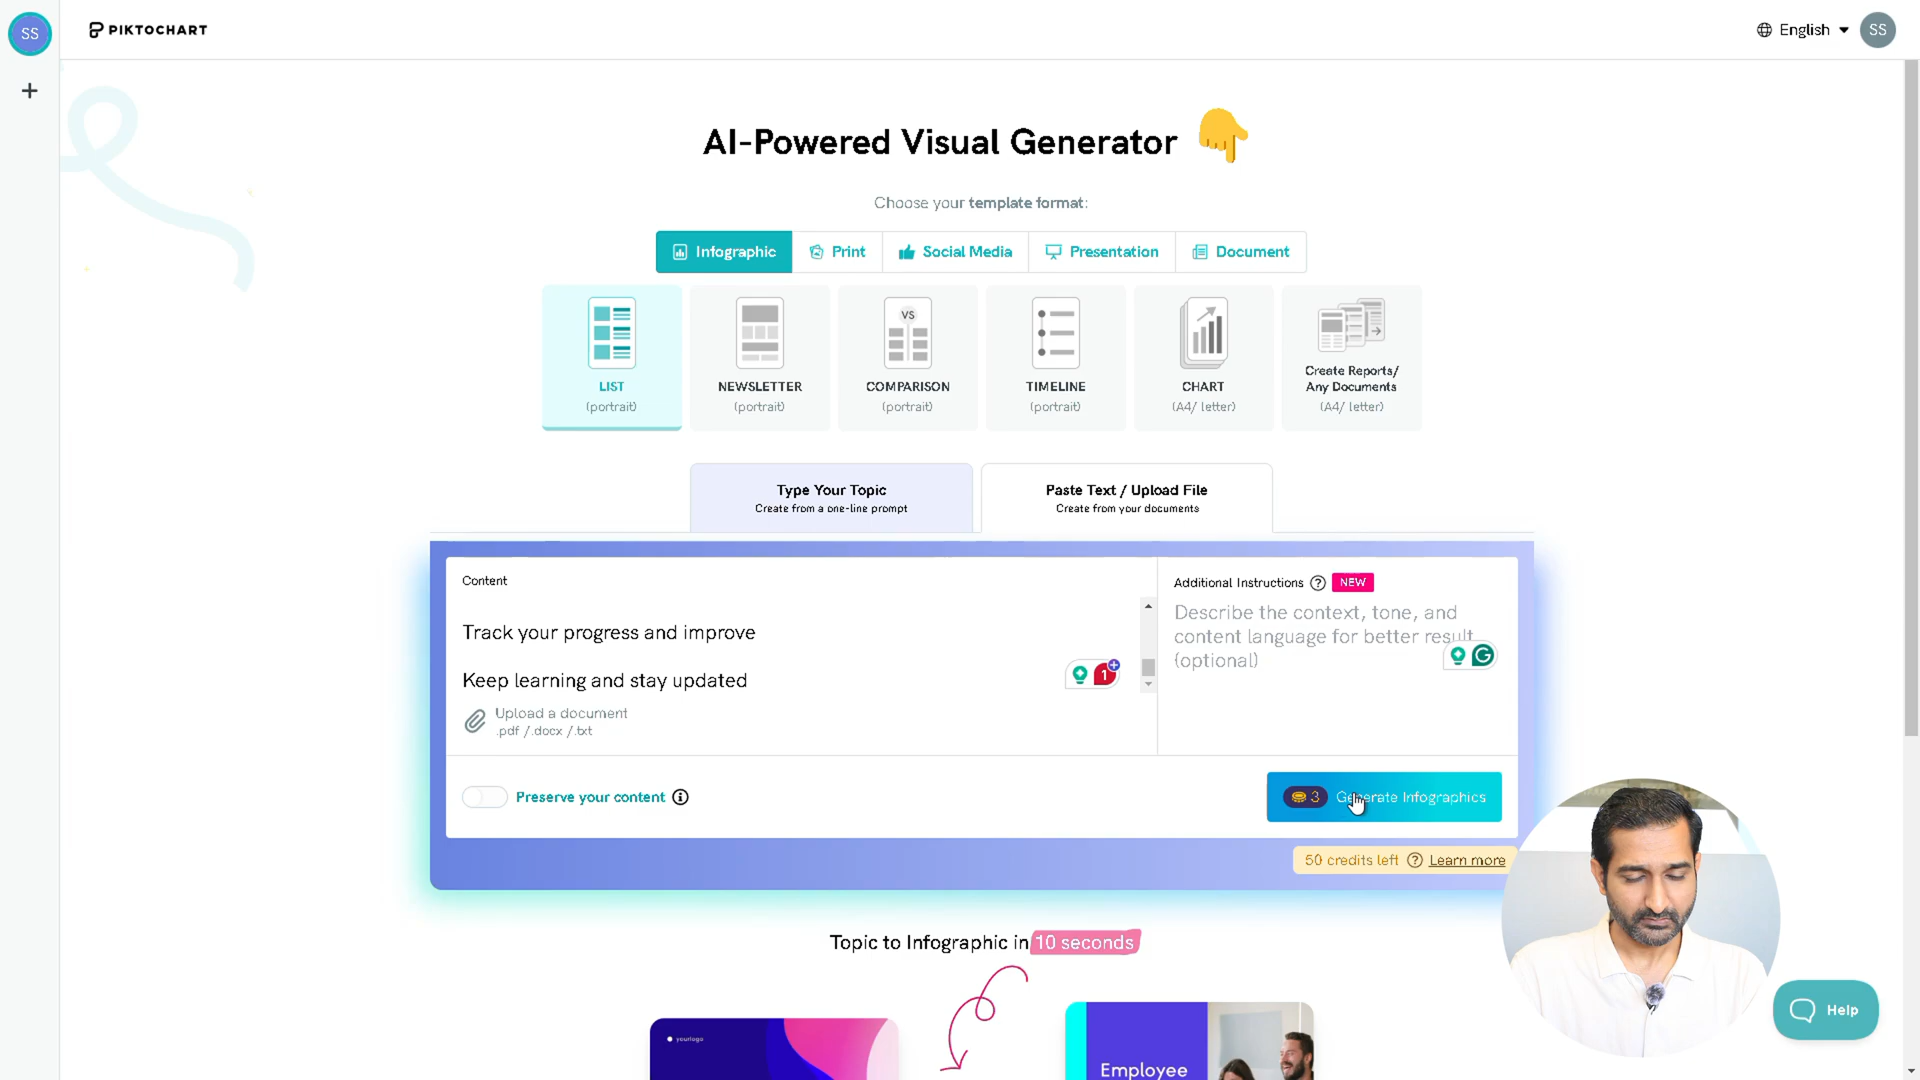 SS
PIKTOCHART
English
SS
AI-Powered Visual Generator
Choose your template format:
Infographic
Print
Social Media
Presentation
Document
LIST
(portrait)
NEWSLETTER
(portrait)
VS
COMPARISON
(portrait)
TIMELINE
(portrait)
CHART
(A4/ letter)
Create Reports/
Any Documents
(A4/ letter)
Type Your Topic
Create from a one-line prompt
Paste Text / Upload File
Create from your documents
Content
Track your progress and improve
Keep learning and stay updated
1
Upload a document
.pdf /.docx /.txt
Additional Instructions
NEW
Describe the context, tone, and
content language for better result
(optional)
Preserve your content
3 Generate Infographics
50 credits left
Learn more
Topic to Infographic in 10 seconds
yourlogo
Employee
Help